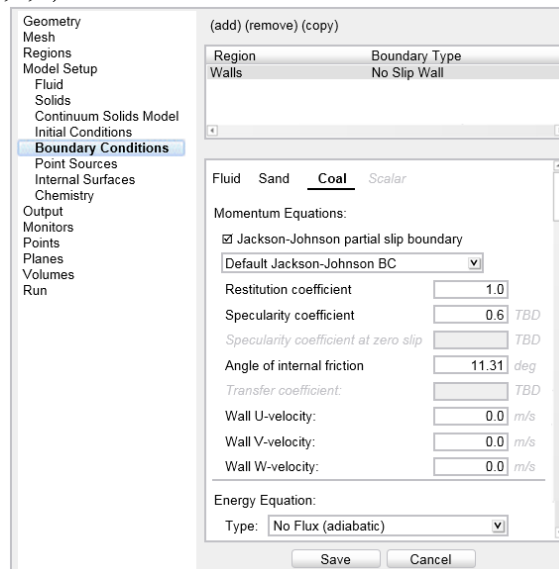 Geometry
Mesh
Regions
Model Setup
Fluid
Solids
Continuum Solids Model
Initial Conditions
Boundary Conditions
Point Sources
Internal Surfaces
Chemistry
Output
Monitors
Points
Planes
Volumes
Run
(add) (remove) (copy)
Region Boundary Type
Walls No Slip Wall
Fluid Sand Coal Scalar
Momentum Equations:
Jackson-Johnson partial slip boundary
Default Jackson-Johnson BC
Restitution coefficient 1.0
Specularity coefficient 0.6 TBD
Specularity coefficient at zero slip TBD
Angle of internal friction 11.31 deg
Transfer coefficient: TBD
Wall U-velocity: 0.0 m/s
Wall V-velocity: 0.0 m/s
Wall W-velocity: 0.0 m/s
Energy Equation:
Type: No Flux (adiabatic)
Save Cancel